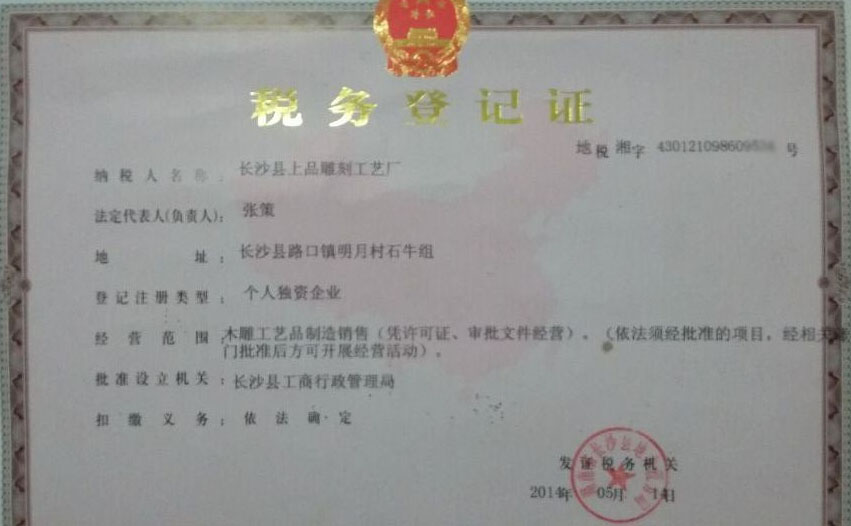 税务登记证
地税 湘字 430121098609 号
纳税人名称： 长沙县上品雕刻工艺厂
法定代表人(负责人)： 张策
地址： 长沙县路口镇明月村石牛组
登记注册类型： 个人独资企业
经营范围： 木雕工艺品制造销售（凭许可证、审批文件经营）。（依法须经批准的项目，经相关
门批准后方可开展经营活动）。
批准设立机关： 长沙县工商行政管理局
扣缴义务： 依法确定
发证税务机关
2014年 05月 14日